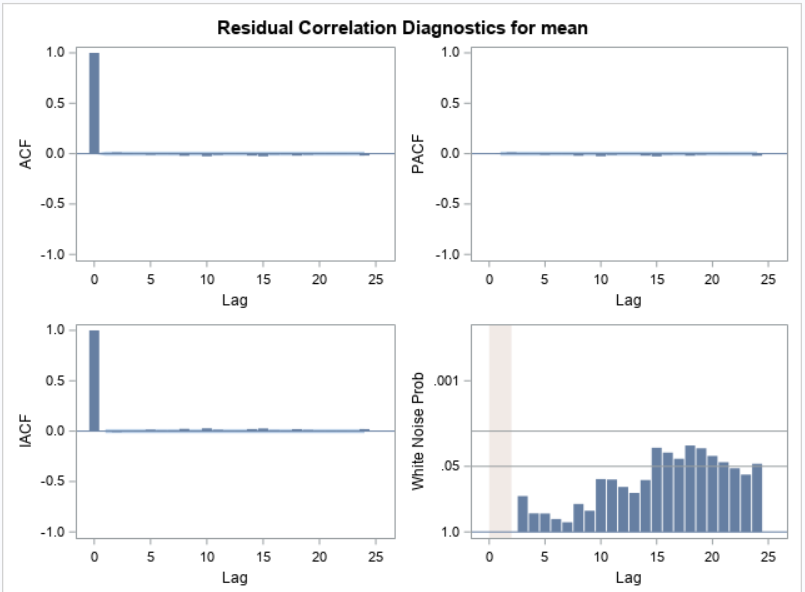 Residual Correlation Diagnostics for mean
1.0
0.5
0.0
-0.5
-1.0
ACF
0 5 10 15 20 25
Lag
1.0
0.5
0.0
-0.5
-1.0
PACF
0 5 10 15 20 25
Lag
1.0
0.5
0.0
-0.5
-1.0
IACF
0 5 10 15 20 25
Lag
.001
.05
1.0
White Noise Prob
0 5 10 15 20 25
Lag